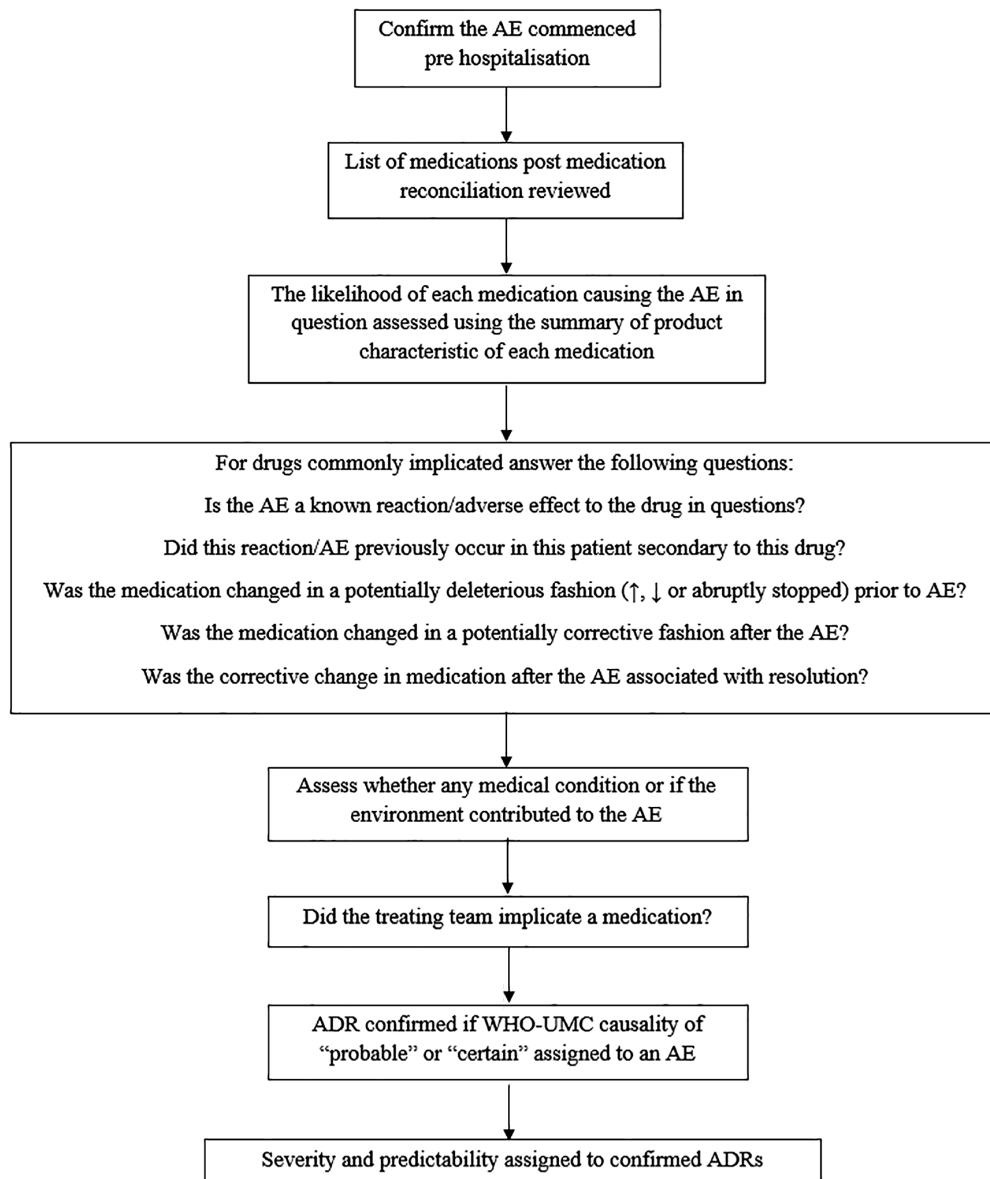 Confirm the AE commenced
pre hospitalisation
List of medications post medication
reconciliation reviewed
The likelihood of each medication causing the AE in
question assessed using the summary of product
characteristic of each medication
For drugs commonly implicated answer the following questions:
Is the AE a known reaction/adverse effect to the drug in questions?
Did this reaction/AE previously occur in this patient secondary to this drug?
Was the medication changed in a potentially deleterious fashion (↑, ↓ or abruptly stopped) prior to AE?
Was the medication changed in a potentially corrective fashion after the AE?
Was the corrective change in medication after the AE associated with resolution?
Assess whether any medical condition or if the
environment contributed to the AE
Did the treating team implicate a medication?
ADR confirmed if WHO-UMC causality of
“probable” or “certain” assigned to an AE
Severity and predictability assigned to confirmed ADRs